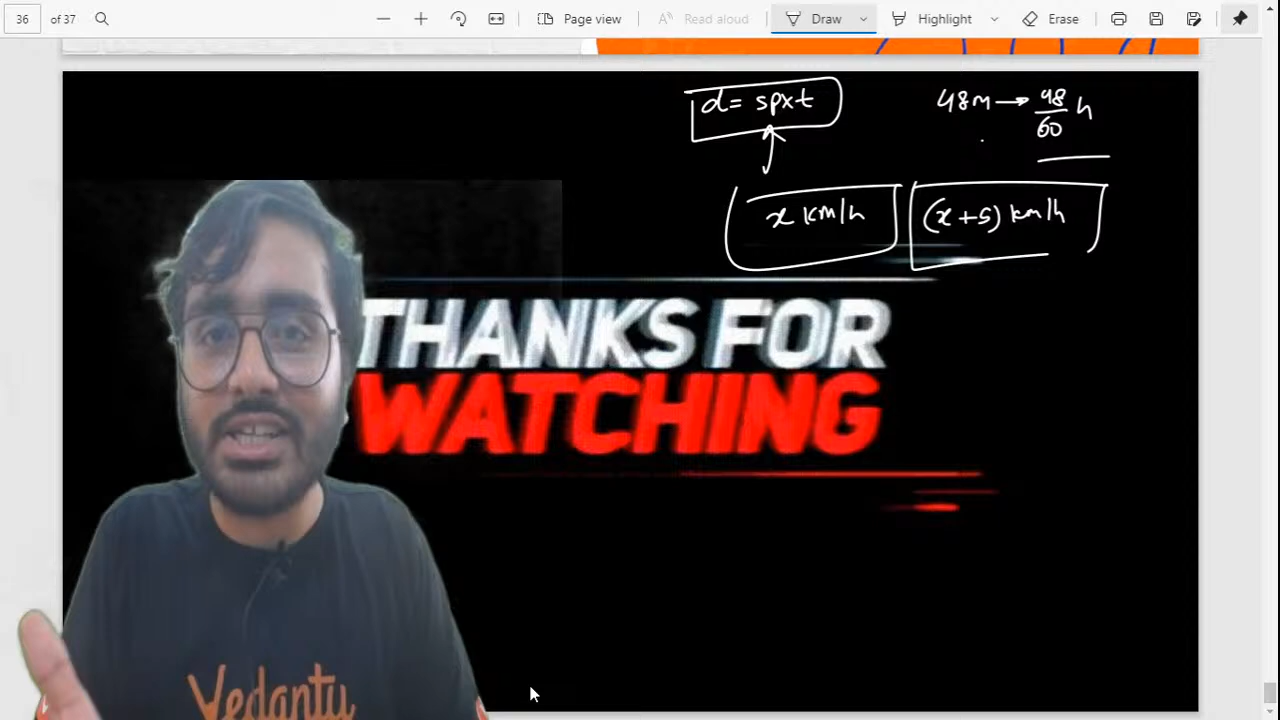 36 of 37
Page view
Read aloud
Draw
Highlight
Erase
d = sp x t
48m → 48/60 h
x km/h
(x+5) km/h
THANKS FOR
WATCHING
Vedantu